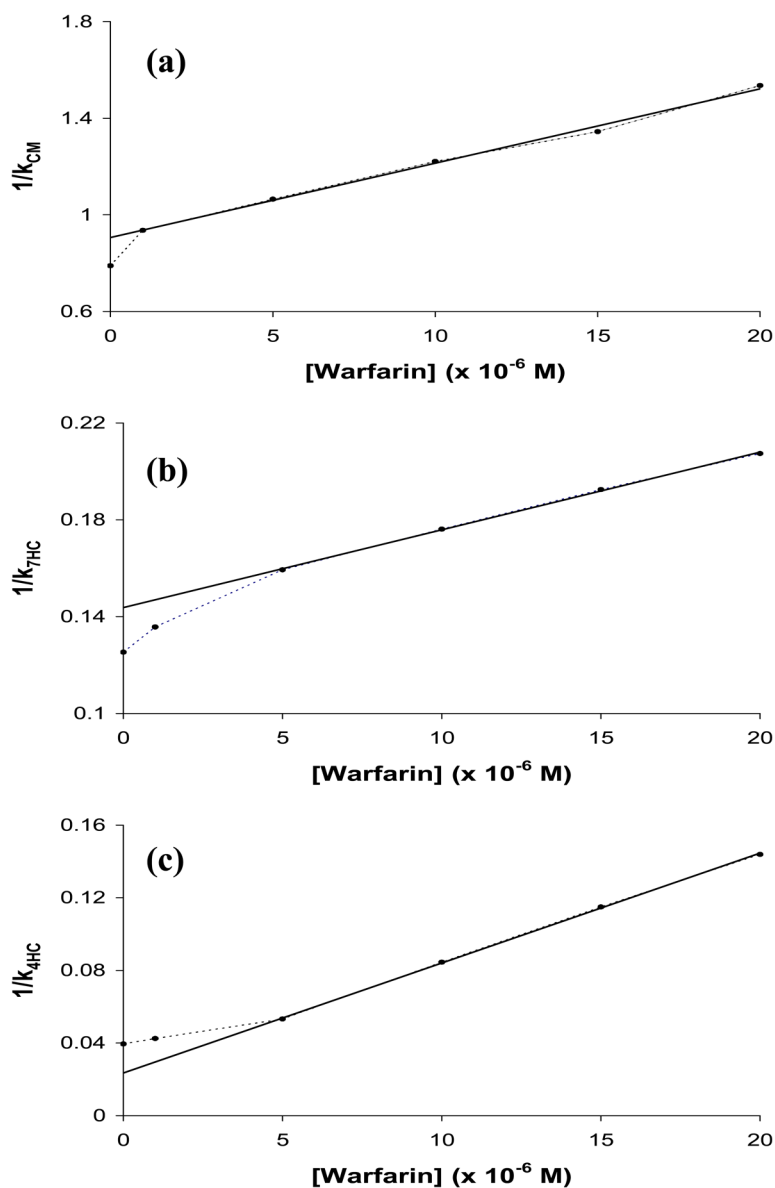 (a)
1/kCM
1.8
1.4
1
0.6
0 5 10 15 20
[Warfarin] (x 10⁻⁶ M)
(b)
1/k7HC
0.22
0.18
0.14
0.1
0 5 10 15 20
[Warfarin] (x 10⁻⁶ M)
(c)
1/k4HC
0.16
0.12
0.08
0.04
0
0 5 10 15 20
[Warfarin] (x 10⁻⁶ M)